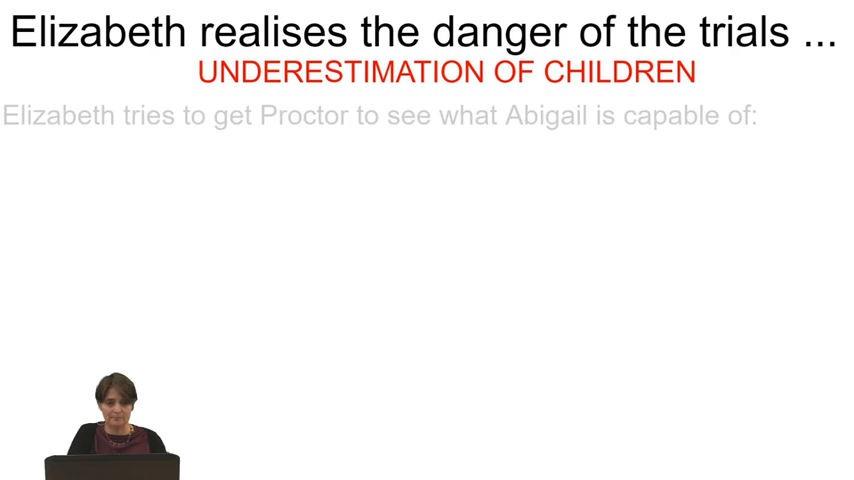 Elizabeth realises the danger of the trials ...
UNDERESTIMATION OF CHILDREN
Elizabeth tries to get Proctor to see what Abigail is capable of: